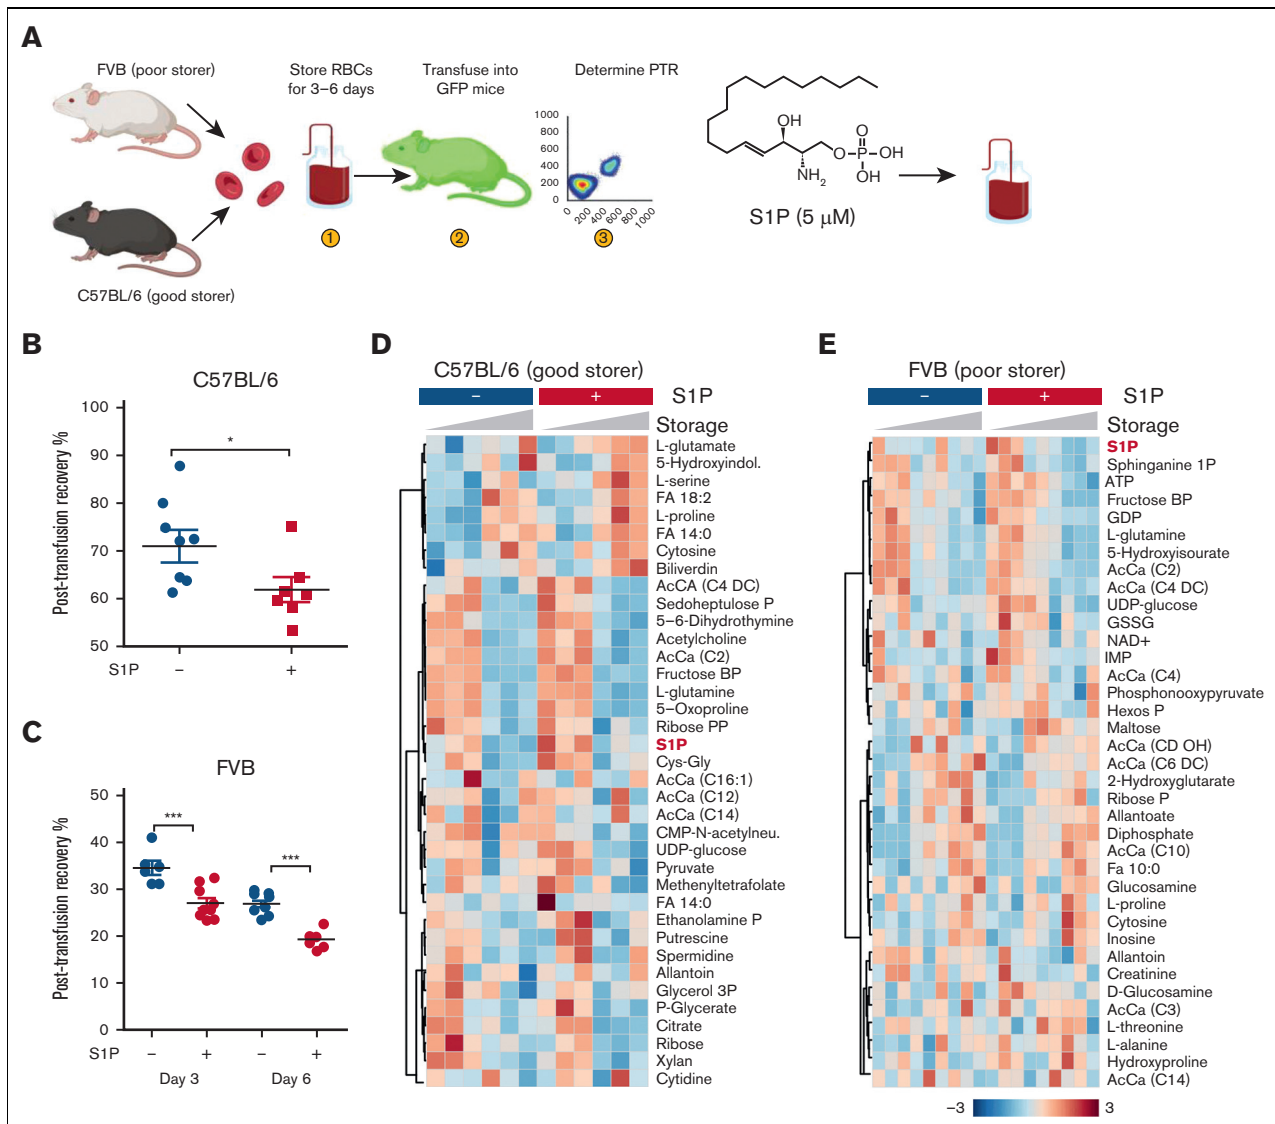 A
FVB (poor storer)
Store RBCs
for 3–6 days
Transfuse into
GFP mice
Determine PTR
1000
800
600
400
200
0
0
200
400
600
800
1000
C57BL/6 (good storer)
1
2
3
OH
NH2
O
O
P
OH
OH
S1P (5 μM)
B
C57BL/6
Post-transfusion recovery %
100
90
80
70
60
50
*
S1P
–
+
C
FVB
Post-transfusion recovery %
50
40
30
20
10
0
***
***
S1P
–
+
–
+
Day 3
Day 6
D
C57BL/6 (good storer)
–
+
S1P
Storage
L-glutamate
5-Hydroxyindol.
L-serine
FA 18:2
L-proline
FA 14:0
Cytosine
Biliverdin
AcCA (C4 DC)
Sedoheptulose P
5–6-Dihydrothymine
Acetylcholine
AcCa (C2)
Fructose BP
L-glutamine
5–Oxoproline
Ribose PP
S1P
Cys-Gly
AcCa (C16:1)
AcCa (C12)
AcCa (C14)
CMP-N-acetylneu.
UDP-glucose
Pyruvate
Methenyltetrafolate
FA 14:0
Ethanolamine P
Putrescine
Spermidine
Allantoin
Glycerol 3P
P-Glycerate
Citrate
Ribose
Xylan
Cytidine
E
FVB (poor storer)
–
+
S1P
Storage
S1P
Sphinganine 1P
ATP
Fructose BP
GDP
L-glutamine
5-Hydroxyisourate
AcCa (C2)
AcCa (C4 DC)
UDP-glucose
GSSG
NAD+
IMP
AcCa (C4)
Phosphonooxypyruvate
Hexos P
Maltose
AcCa (CD OH)
AcCa (C6 DC)
2-Hydroxyglutarate
Ribose P
Allantoate
Diphosphate
AcCa (C10)
Fa 10:0
Glucosamine
L-proline
Cytosine
Inosine
Allantoin
Creatinine
D-Glucosamine
AcCa (C3)
L-threonine
L-alanine
Hydroxyproline
AcCa (C14)
−3
3